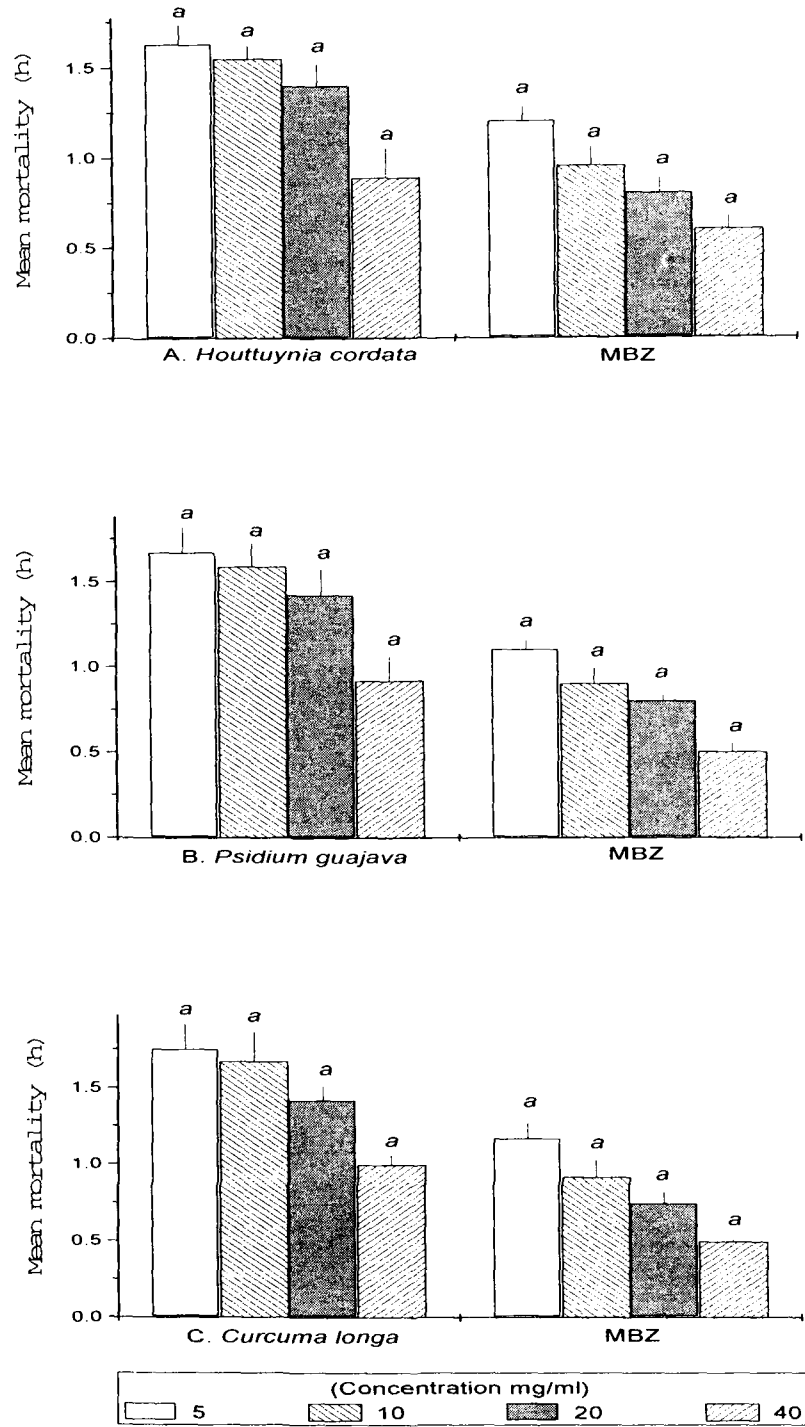 a
a
a
a
a
a
a
a
Mean mortality (h)
1.5
1.0
0.5
0.0
A. Houttuynia cordata
MBZ
a
a
a
a
a
a
a
a
Mean mortality (h)
1.5
1.0
0.5
0.0
B. Psidium guajava
MBZ
a
a
a
a
a
a
a
a
Mean mortality (h)
1.5
1.0
0.5
0.0
C. Curcuma longa
MBZ
(Concentration mg/ml)
5 10 20 40